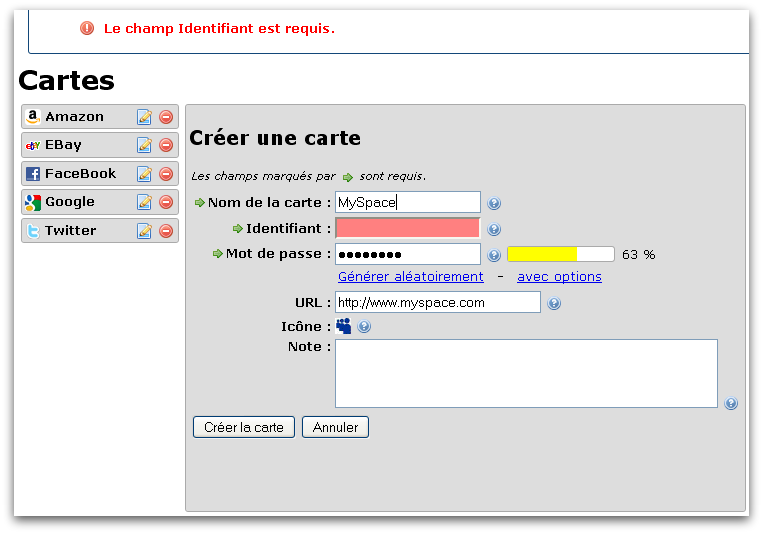 Le champ Identifiant est requis.
Cartes
Amazon
EBay
FaceBook
Google
Twitter
Créer une carte
Les champs marqués par sont requis.
Nom de la carte : MySpace
Identifiant :
Mot de passe : ●●●●●●●● 63 %
Générer aléatoirement - avec options
URL : http://www.myspace.com
Icône :
Note :
Créer la carte Annuler